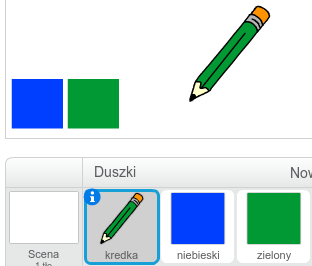 Duszki
Now
kredka
niebieski
zielony
Scena
1 tło